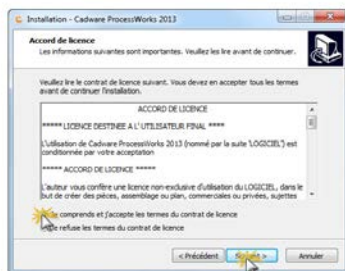 Installation - Cadware ProcessWorks 2013
Accord de licence
Les informations suivantes sont importantes. Veuillez les lire avant de continuer.
Veuillez lire le contrat de licence suivant. Vous devez en accepter tous les termes
avant de continuer l'installation.
ACCORD DE LICENCE
***** LICENCE DESTINEE A L'UTILISATEUR FINAL ****
L'utilisation de Cadware ProcessWorks 2013 (nommé par la suite 'LOGICIEL') est
conditionnée par votre acceptation
***** ACCORD DE LICENCE *****
L'auteur vous confère une licence non-exclusive d'utilisation du LOGICIEL, dans le
but de créer des pièces, assemblage ou plan, commerciales ou privées, sujettes
comprends et j'accepte les termes du contrat de licence
refuse les termes du contrat de licence
< Précédent
Suivant >
Annuler